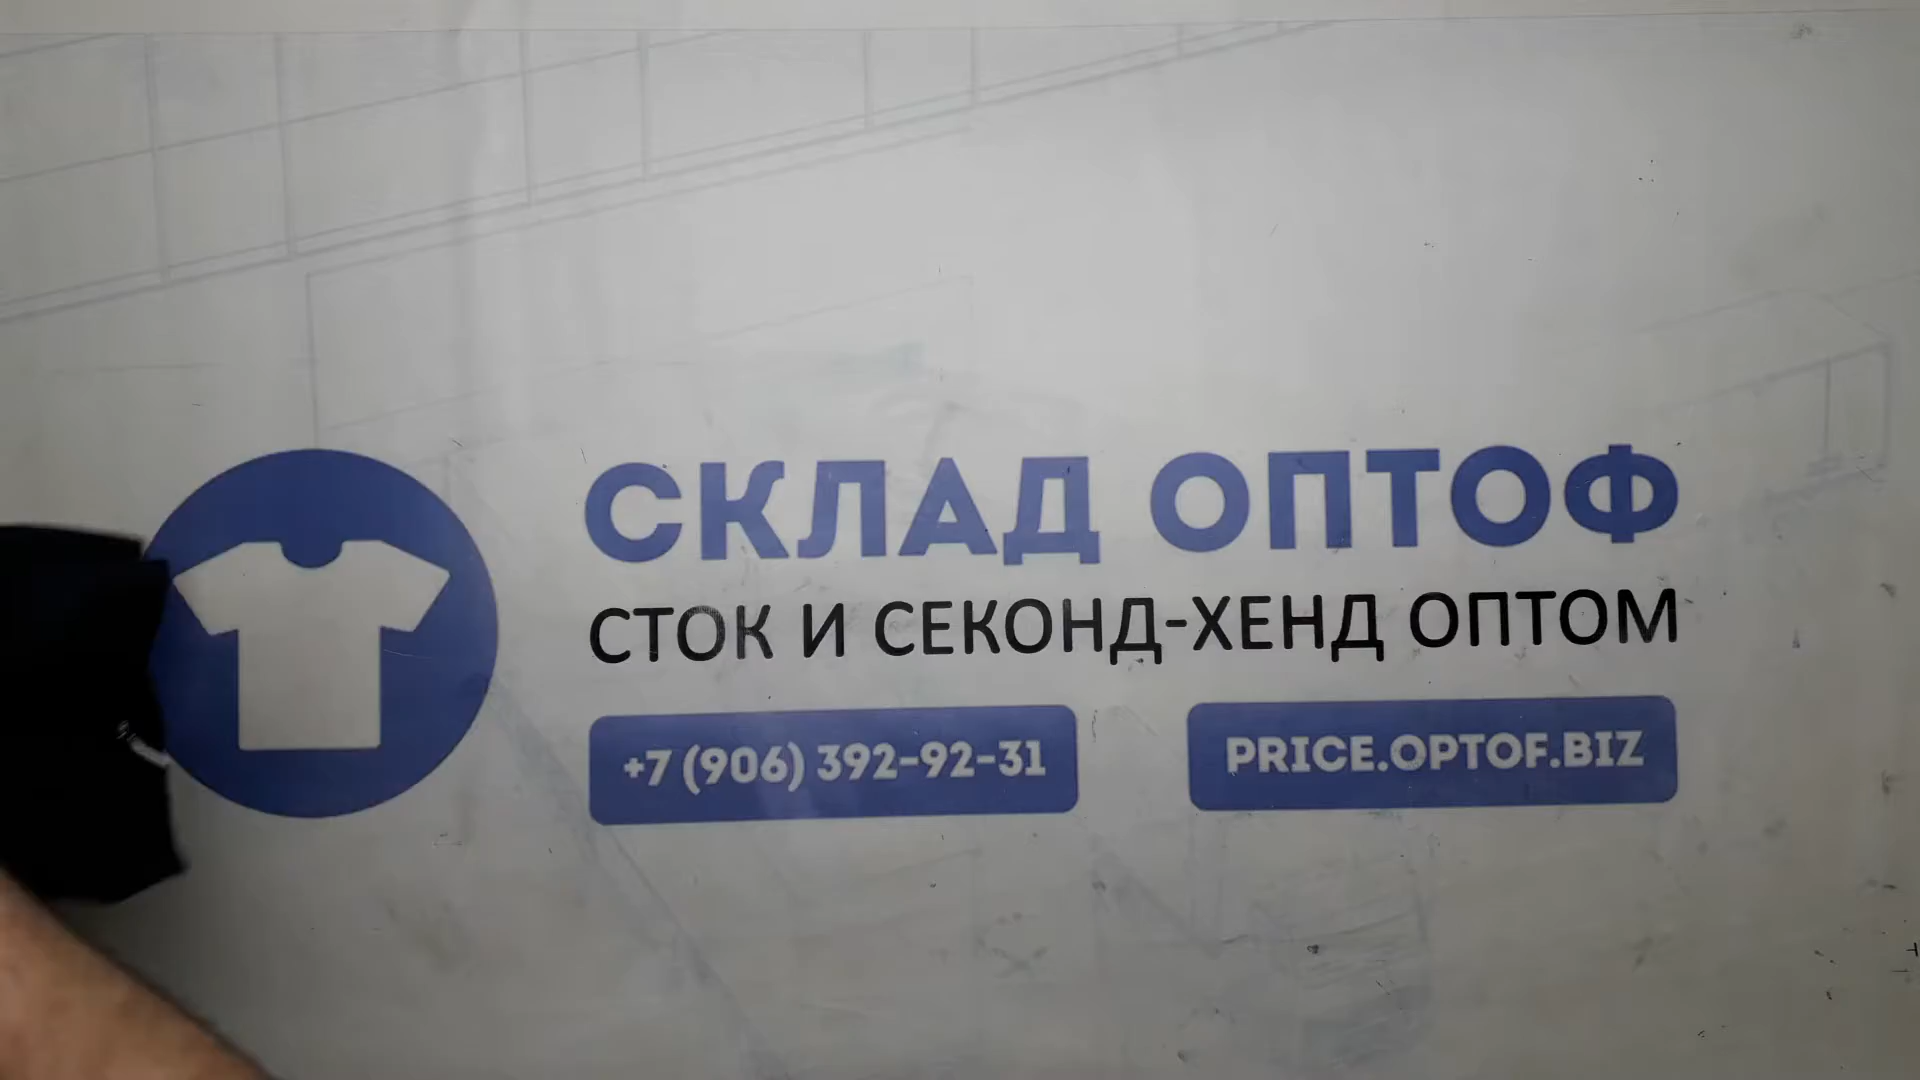 СКЛАД ОПТОФ
СТОК И СЕКОНД-ХЕНД ОПТОМ
+7 (906) 392-92-31
PRICE.OPTOF.BIZ